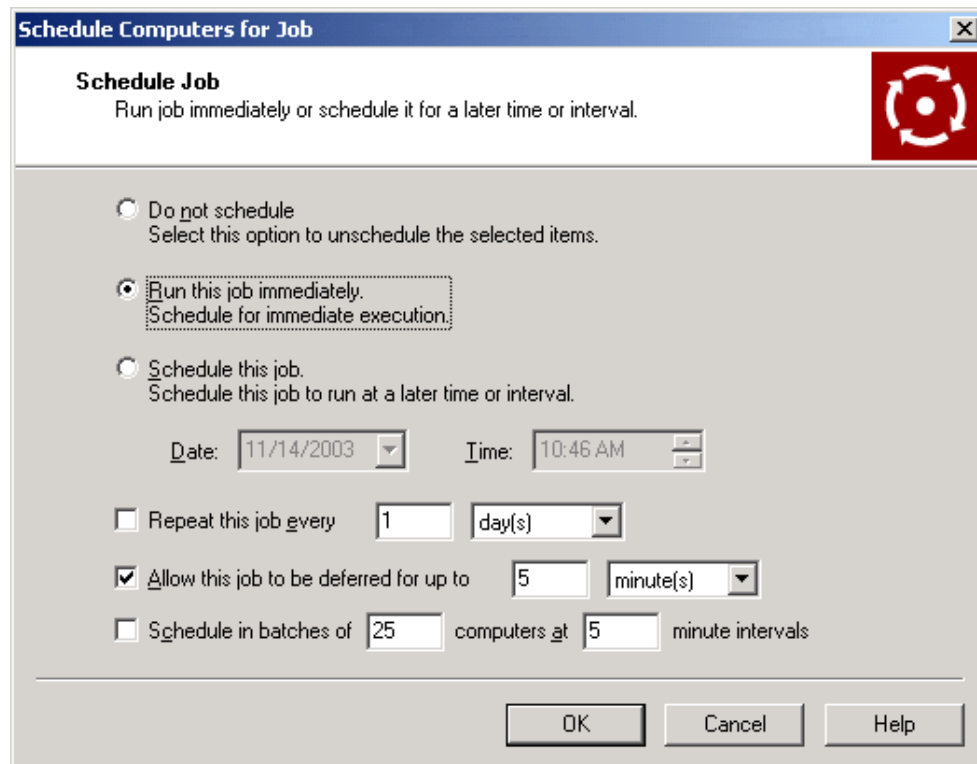 Schedule Computers for Job
Schedule Job
Run job immediately or schedule it for a later time or interval.
Do not schedule
Select this option to unschedule the selected items.
Run this job immediately.
Schedule for immediate execution.
Schedule this job.
Schedule this job to run at a later time or interval.
Date: 11/14/2003 Time: 10:46 AM
Repeat this job every 1 day(s)
Allow this job to be deferred for up to 5 minute(s)
Schedule in batches of 25 computers at 5 minute intervals
OK Cancel Help